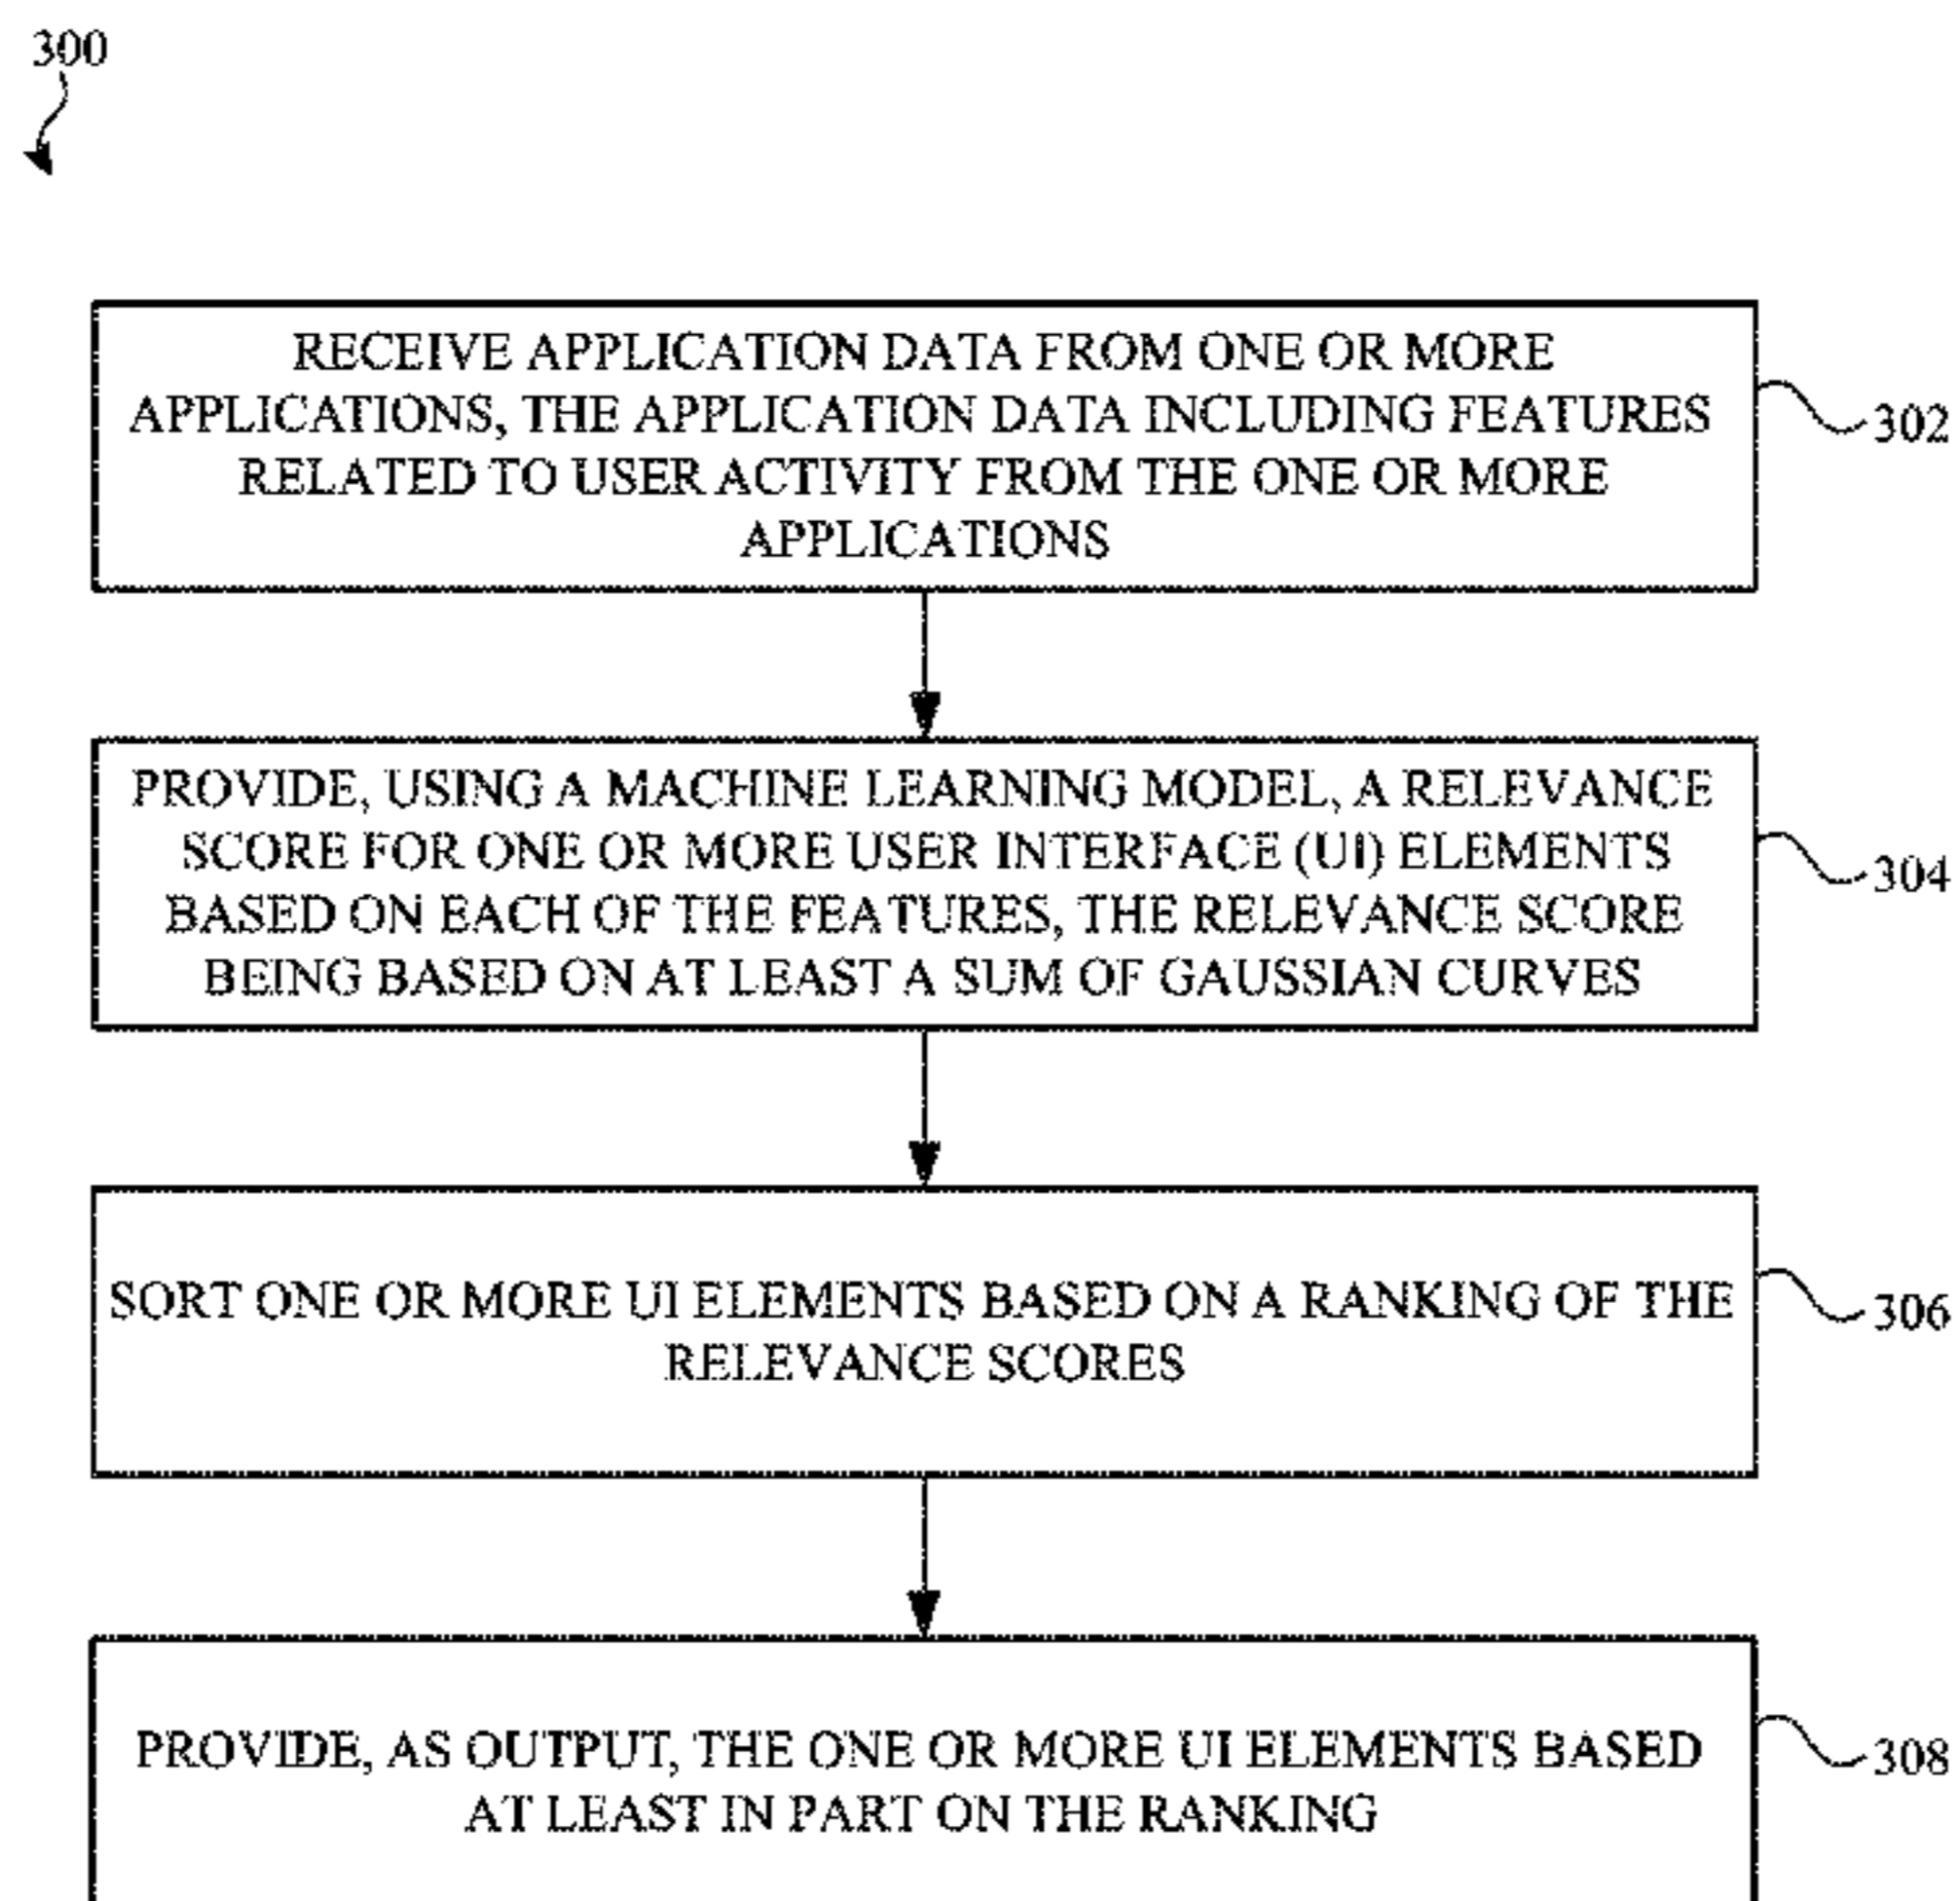 300
RECEIVE APPLICATION DATA FROM ONE OR MORE
APPLICATIONS, THE APPLICATION DATA INCLUDING FEATURES
RELATED TO USER ACTIVITY FROM THE ONE OR MORE
APPLICATIONS
302
PROVIDE, USING A MACHINE LEARNING MODEL, A RELEVANCE
SCORE FOR ONE OR MORE USER INTERFACE (UI) ELEMENTS
BASED ON EACH OF THE FEATURES, THE RELEVANCE SCORE
BEING BASED ON AT LEAST A SUM OF GAUSSIAN CURVES
304
SORT ONE OR MORE UI ELEMENTS BASED ON A RANKING OF THE
RELEVANCE SCORES
306
PROVIDE, AS OUTPUT, THE ONE OR MORE UI ELEMENTS BASED
AT LEAST IN PART ON THE RANKING
308